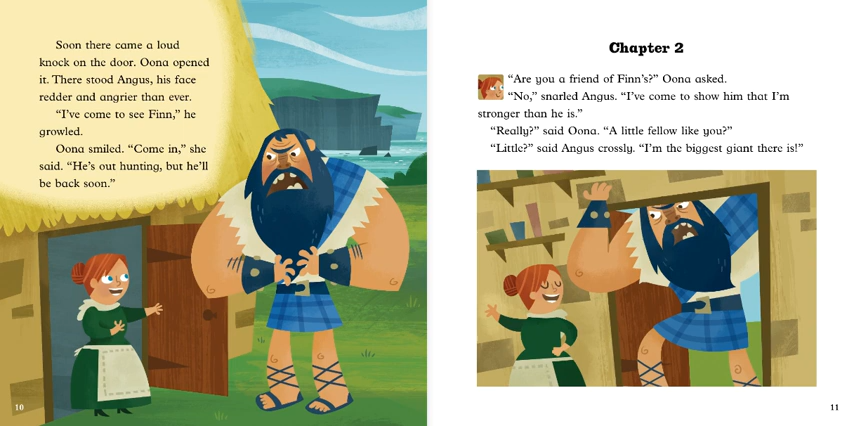 Soon there came a loud
knock on the door. Oona opened
it. There stood Angus, his face
redder and angrier than ever.
“I’ve come to see Finn,” he
growled.
Oona smiled. “Come in,” she
said. “He’s out hunting, but he’ll
be back soon.”
10
Chapter 2
“Are you a friend of Finn’s?” Oona asked.
“No,” snarled Angus. “I’ve come to show him that I’m
stronger than he is.”
“Really?” said Oona. “A little fellow like you?”
“Little?” said Angus crossly. “I’m the biggest giant there is!”
11